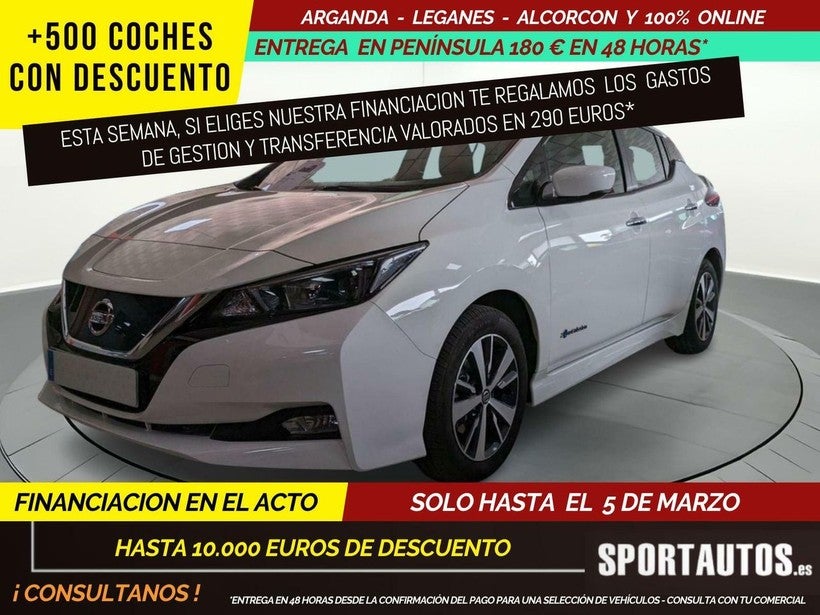 +500 COCHES
CON DESCUENTO
ARGANDA - LEGANES - ALCORCON Y 100% ONLINE
ENTREGA EN PENÍNSULA 180 € EN 48 HORAS*
ESTA SEMANA, SI ELIGES NUESTRA FINANCIACION TE REGALAMOS LOS GASTOS
DE GESTION Y TRANSFERENCIA VALORADOS EN 290 EUROS*
FINANCIACION EN EL ACTO
SOLO HASTA EL 5 DE MARZO
HASTA 10.000 EUROS DE DESCUENTO
SPORTAUTOS.es
¡ CONSULTANOS !
*ENTREGA EN 48 HORAS DESDE LA CONFIRMACIÓN DEL PAGO PARA UNA SELECCIÓN DE VEHÍCULOS - CONSULTA CON TU COMERCIAL